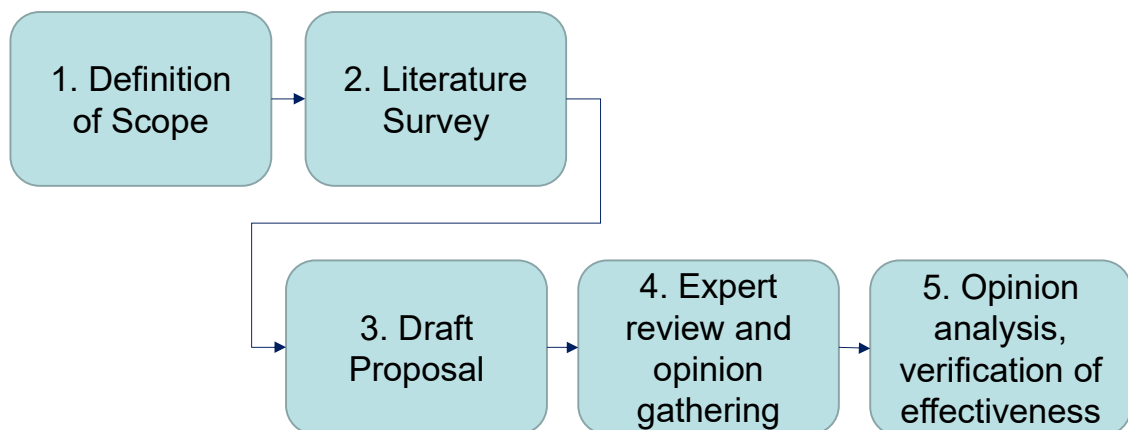 1. Definition
of Scope
2. Literature
Survey
3. Draft
Proposal
4. Expert
review and
opinion
gathering
5. Opinion
analysis,
verification of
effectiveness